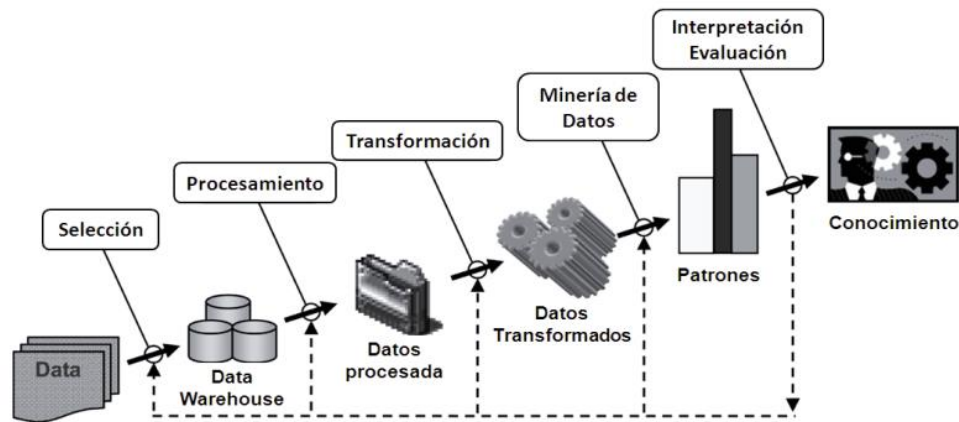 Interpretación
Evaluación
Minería de
Datos
Transformación
Procesamiento
Selección
Data
Data
Warehouse
Datos
procesada
Datos
Transformados
Patrones
Conocimiento